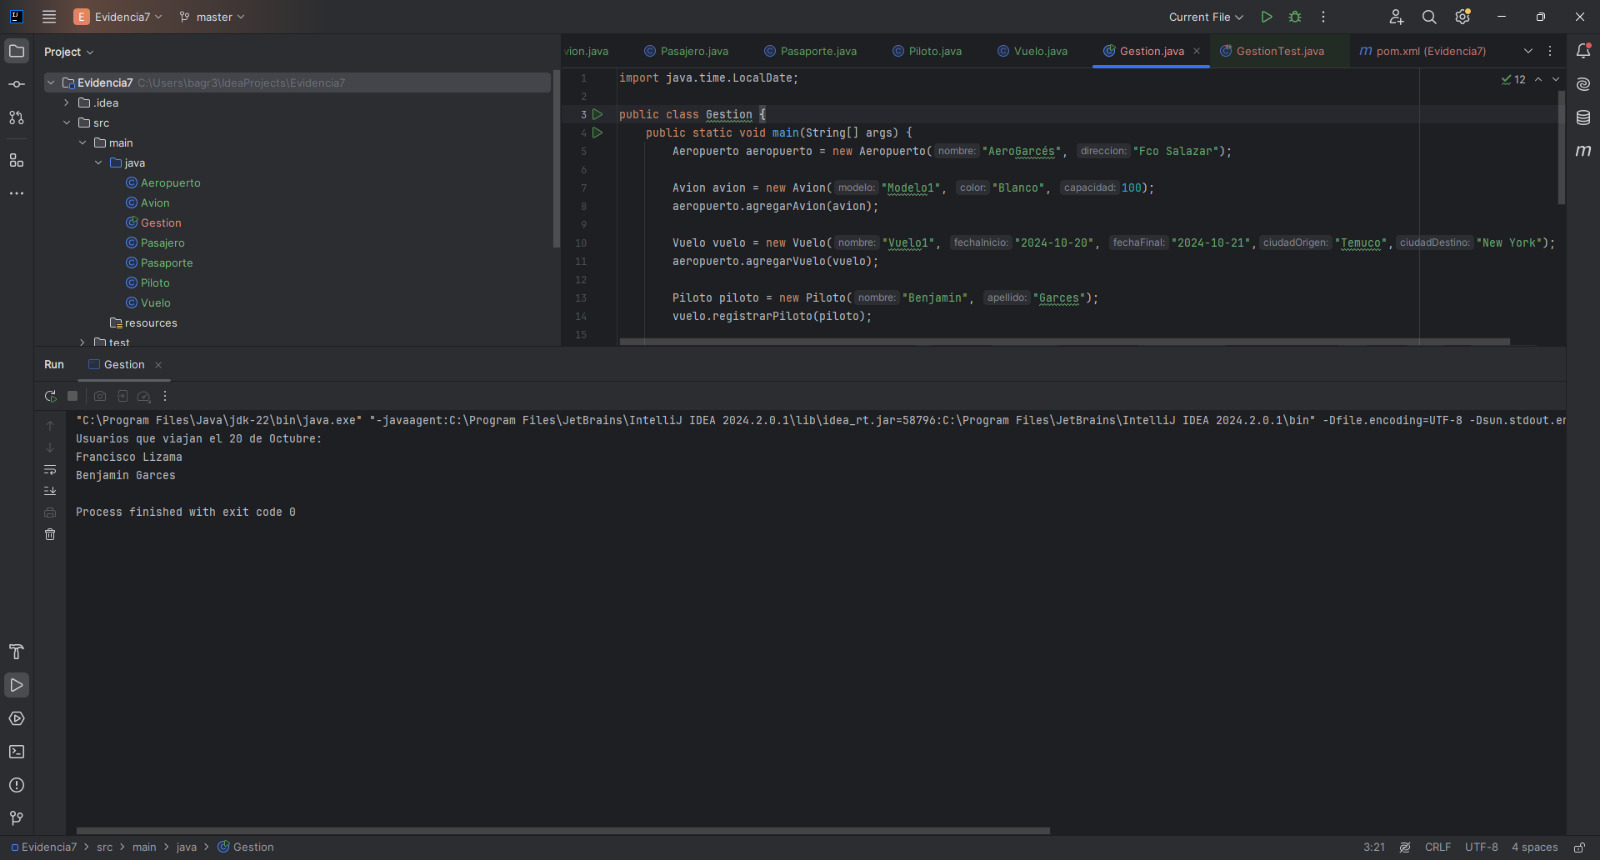 E Evidencia7 master Current File
Project
Evidencia7 C:\Users\bagr3\IdeaProjects\Evidencia7
.idea
src
main
java
Aeropuerto
Avion
Gestion
Pasajero
Pasaporte
Piloto
Vuelo
resources
test
vion.java Pasajero.java Pasaporte.java Piloto.java Vuelo.java Gestion.java GestionTest.java m pom.xml (Evidencia7)
12
1 import java.time.LocalDate;
2
3 public class Gestion {
4 public static void main(String[] args) {
5 Aeropuerto aeropuerto = new Aeropuerto( nombre: "AeroGarcés", direccion: "Fco Salazar");
6
7 Avion avion = new Avion( modelo: "Modelo1", color: "Blanco", capacidad: 100);
8 aeropuerto.agregarAvion(avion);
9
10 Vuelo vuelo = new Vuelo( nombre: "Vuelo1", fechaInicio: "2024-10-20", fechaFinal: "2024-10-21", ciudadOrigen: "Temuco", ciudadDestino: "New York");
11 aeropuerto.agregarVuelo(vuelo);
12
13 Piloto piloto = new Piloto( nombre: "Benjamin", apellido: "Garces");
14 vuelo.registrarPiloto(piloto);
15
m
Run Gestion
"C:\Program Files\Java\jdk-22\bin\java.exe" "-javaagent:C:\Program Files\JetBrains\IntelliJ IDEA 2024.2.0.1\lib\idea_rt.jar=58796:C:\Program Files\JetBrains\IntelliJ IDEA 2024.2.0.1\bin" -Dfile.encoding=UTF-8 -Dsun.stdout.en
Usuarios que viajan el 20 de Octubre:
Francisco Lizama
Benjamin Garces
Process finished with exit code 0
Evidencia7 > src > main > java > Gestion
3:21 CRLF UTF-8 4 spaces